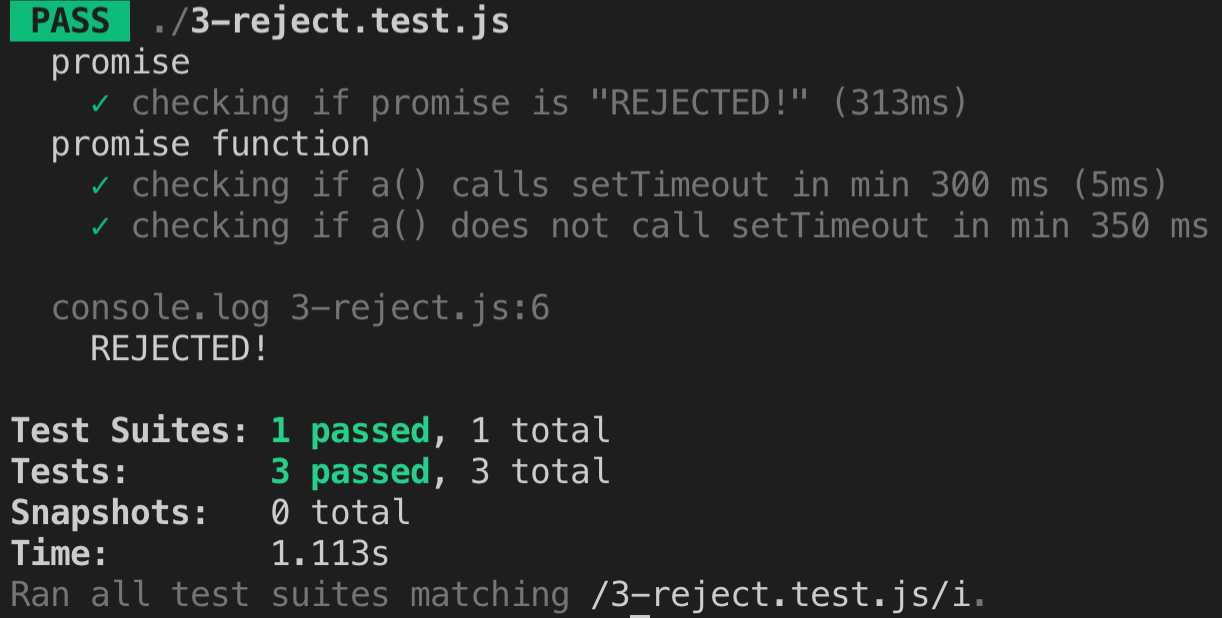 PASS ./3-reject.test.js
promise
✓ checking if promise is "REJECTED!" (313ms)
promise function
✓ checking if a() calls setTimeout in min 300 ms (5ms)
✓ checking if a() does not call setTimeout in min 350 ms
console.log 3-reject.js:6
REJECTED!
Test Suites: 1 passed, 1 total
Tests: 3 passed, 3 total
Snapshots: 0 total
Time: 1.113s
Ran all test suites matching /3-reject.test.js/i.